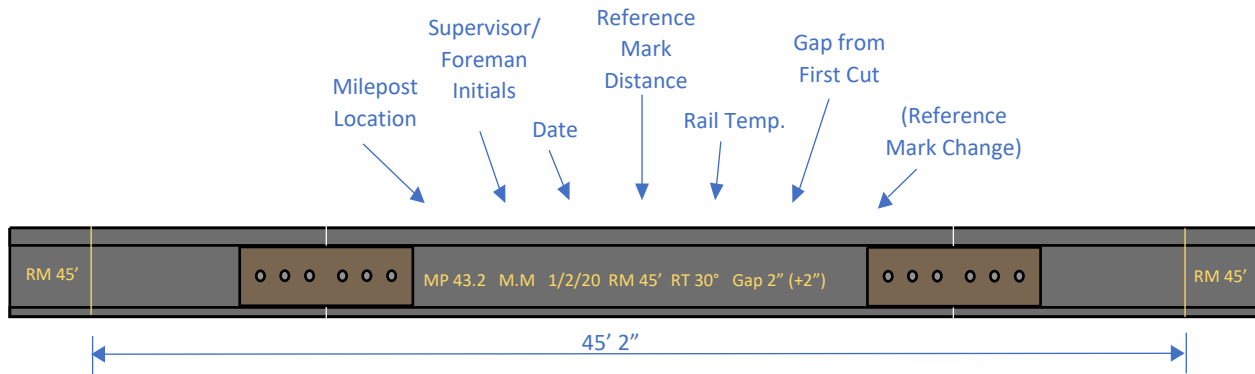 Milepost
Location
Supervisor/
Foreman
Initials
Date
Reference
Mark
Distance
Rail Temp.
Gap from
First Cut
(Reference
Mark Change)
RM 45’ MP 43.2 M.M 1/2/20 RM 45’ RT 30° Gap 2” (+2”) RM 45’
45’ 2”